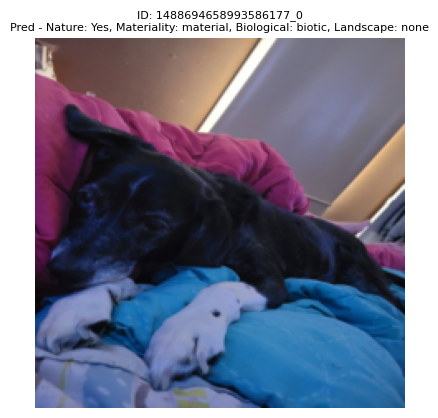 ID: 1488694658993586177_0
Pred - Nature: Yes, Materiality: material, Biological: biotic, Landscape: none